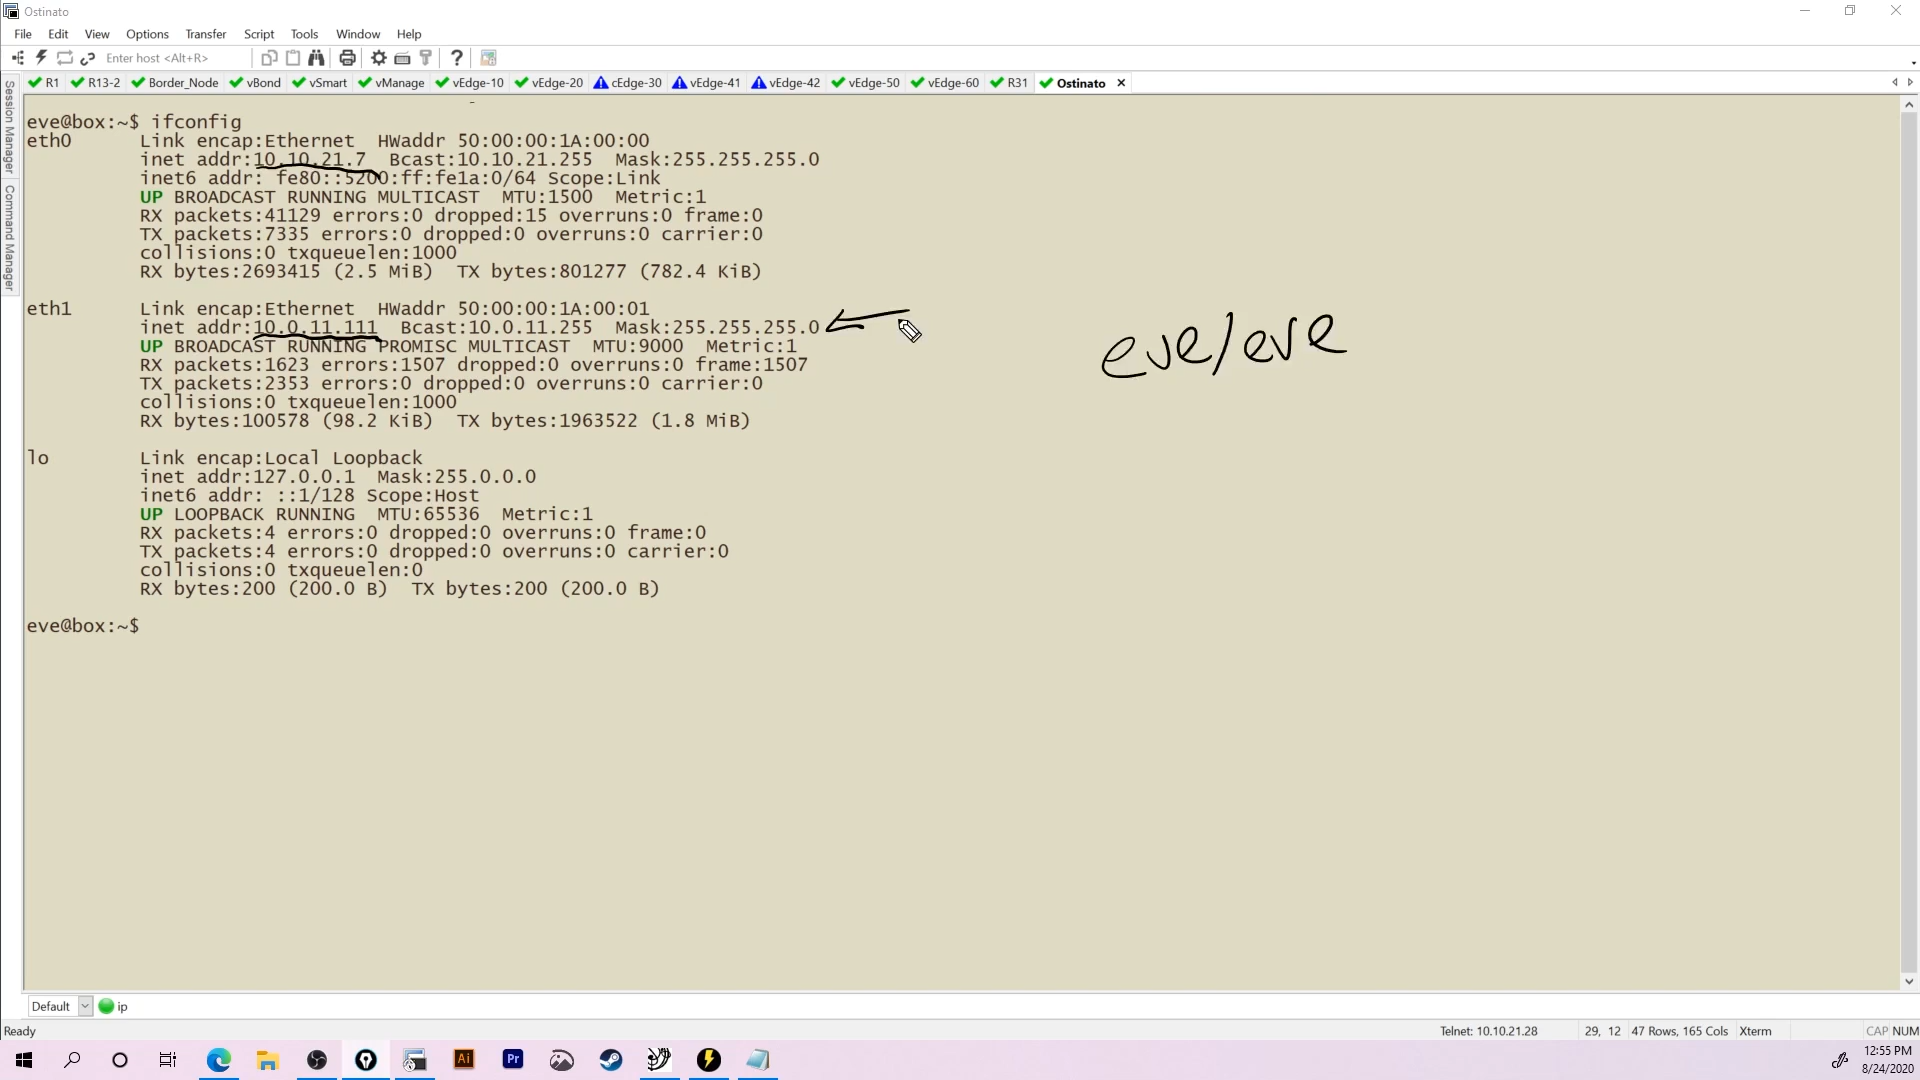 Ostinato
File Edit View Options Transfer Script Tools Window Help
Enter host <Alt+R>
R1 R13-2 Border_Node vBond vSmart vManage vEdge-10 vEdge-20 cEdge-30 vEdge-41 vEdge-42 vEdge-50 vEdge-60 R31 Ostinato
Session Manager
Command Manager
eve@box:~$ ifconfig
eth0 Link encap:Ethernet HWaddr 50:00:00:1A:00:00
inet addr:10.10.21.7 Bcast:10.10.21.255 Mask:255.255.255.0
inet6 addr: fe80::5200:ff:fe1a:0/64 Scope:Link
UP BROADCAST RUNNING MULTICAST MTU:1500 Metric:1
RX packets:41129 errors:0 dropped:15 overruns:0 frame:0
TX packets:7335 errors:0 dropped:0 overruns:0 carrier:0
collisions:0 txqueuelen:1000
RX bytes:2693415 (2.5 MiB) TX bytes:801277 (782.4 KiB)
eth1 Link encap:Ethernet HWaddr 50:00:00:1A:00:01
inet addr:10.0.11.111 Bcast:10.0.11.255 Mask:255.255.255.0
UP BROADCAST RUNNING PROMISC MULTICAST MTU:9000 Metric:1
RX packets:1623 errors:1507 dropped:0 overruns:0 frame:1507
TX packets:2353 errors:0 dropped:0 overruns:0 carrier:0
collisions:0 txqueuelen:1000
RX bytes:100578 (98.2 KiB) TX bytes:1963522 (1.8 MiB)
eve/eve
lo Link encap:Local Loopback
inet addr:127.0.0.1 Mask:255.0.0.0
inet6 addr: ::1/128 Scope:Host
UP LOOPBACK RUNNING MTU:65536 Metric:1
RX packets:4 errors:0 dropped:0 overruns:0 frame:0
TX packets:4 errors:0 dropped:0 overruns:0 carrier:0
collisions:0 txqueuelen:0
RX bytes:200 (200.0 B) TX bytes:200 (200.0 B)
eve@box:~$
Default ip
Ready Telnet: 10.10.21.28 29, 12 47 Rows, 165 Cols Xterm CAP NUM
Ai Pr
12:55 PM
8/24/2020